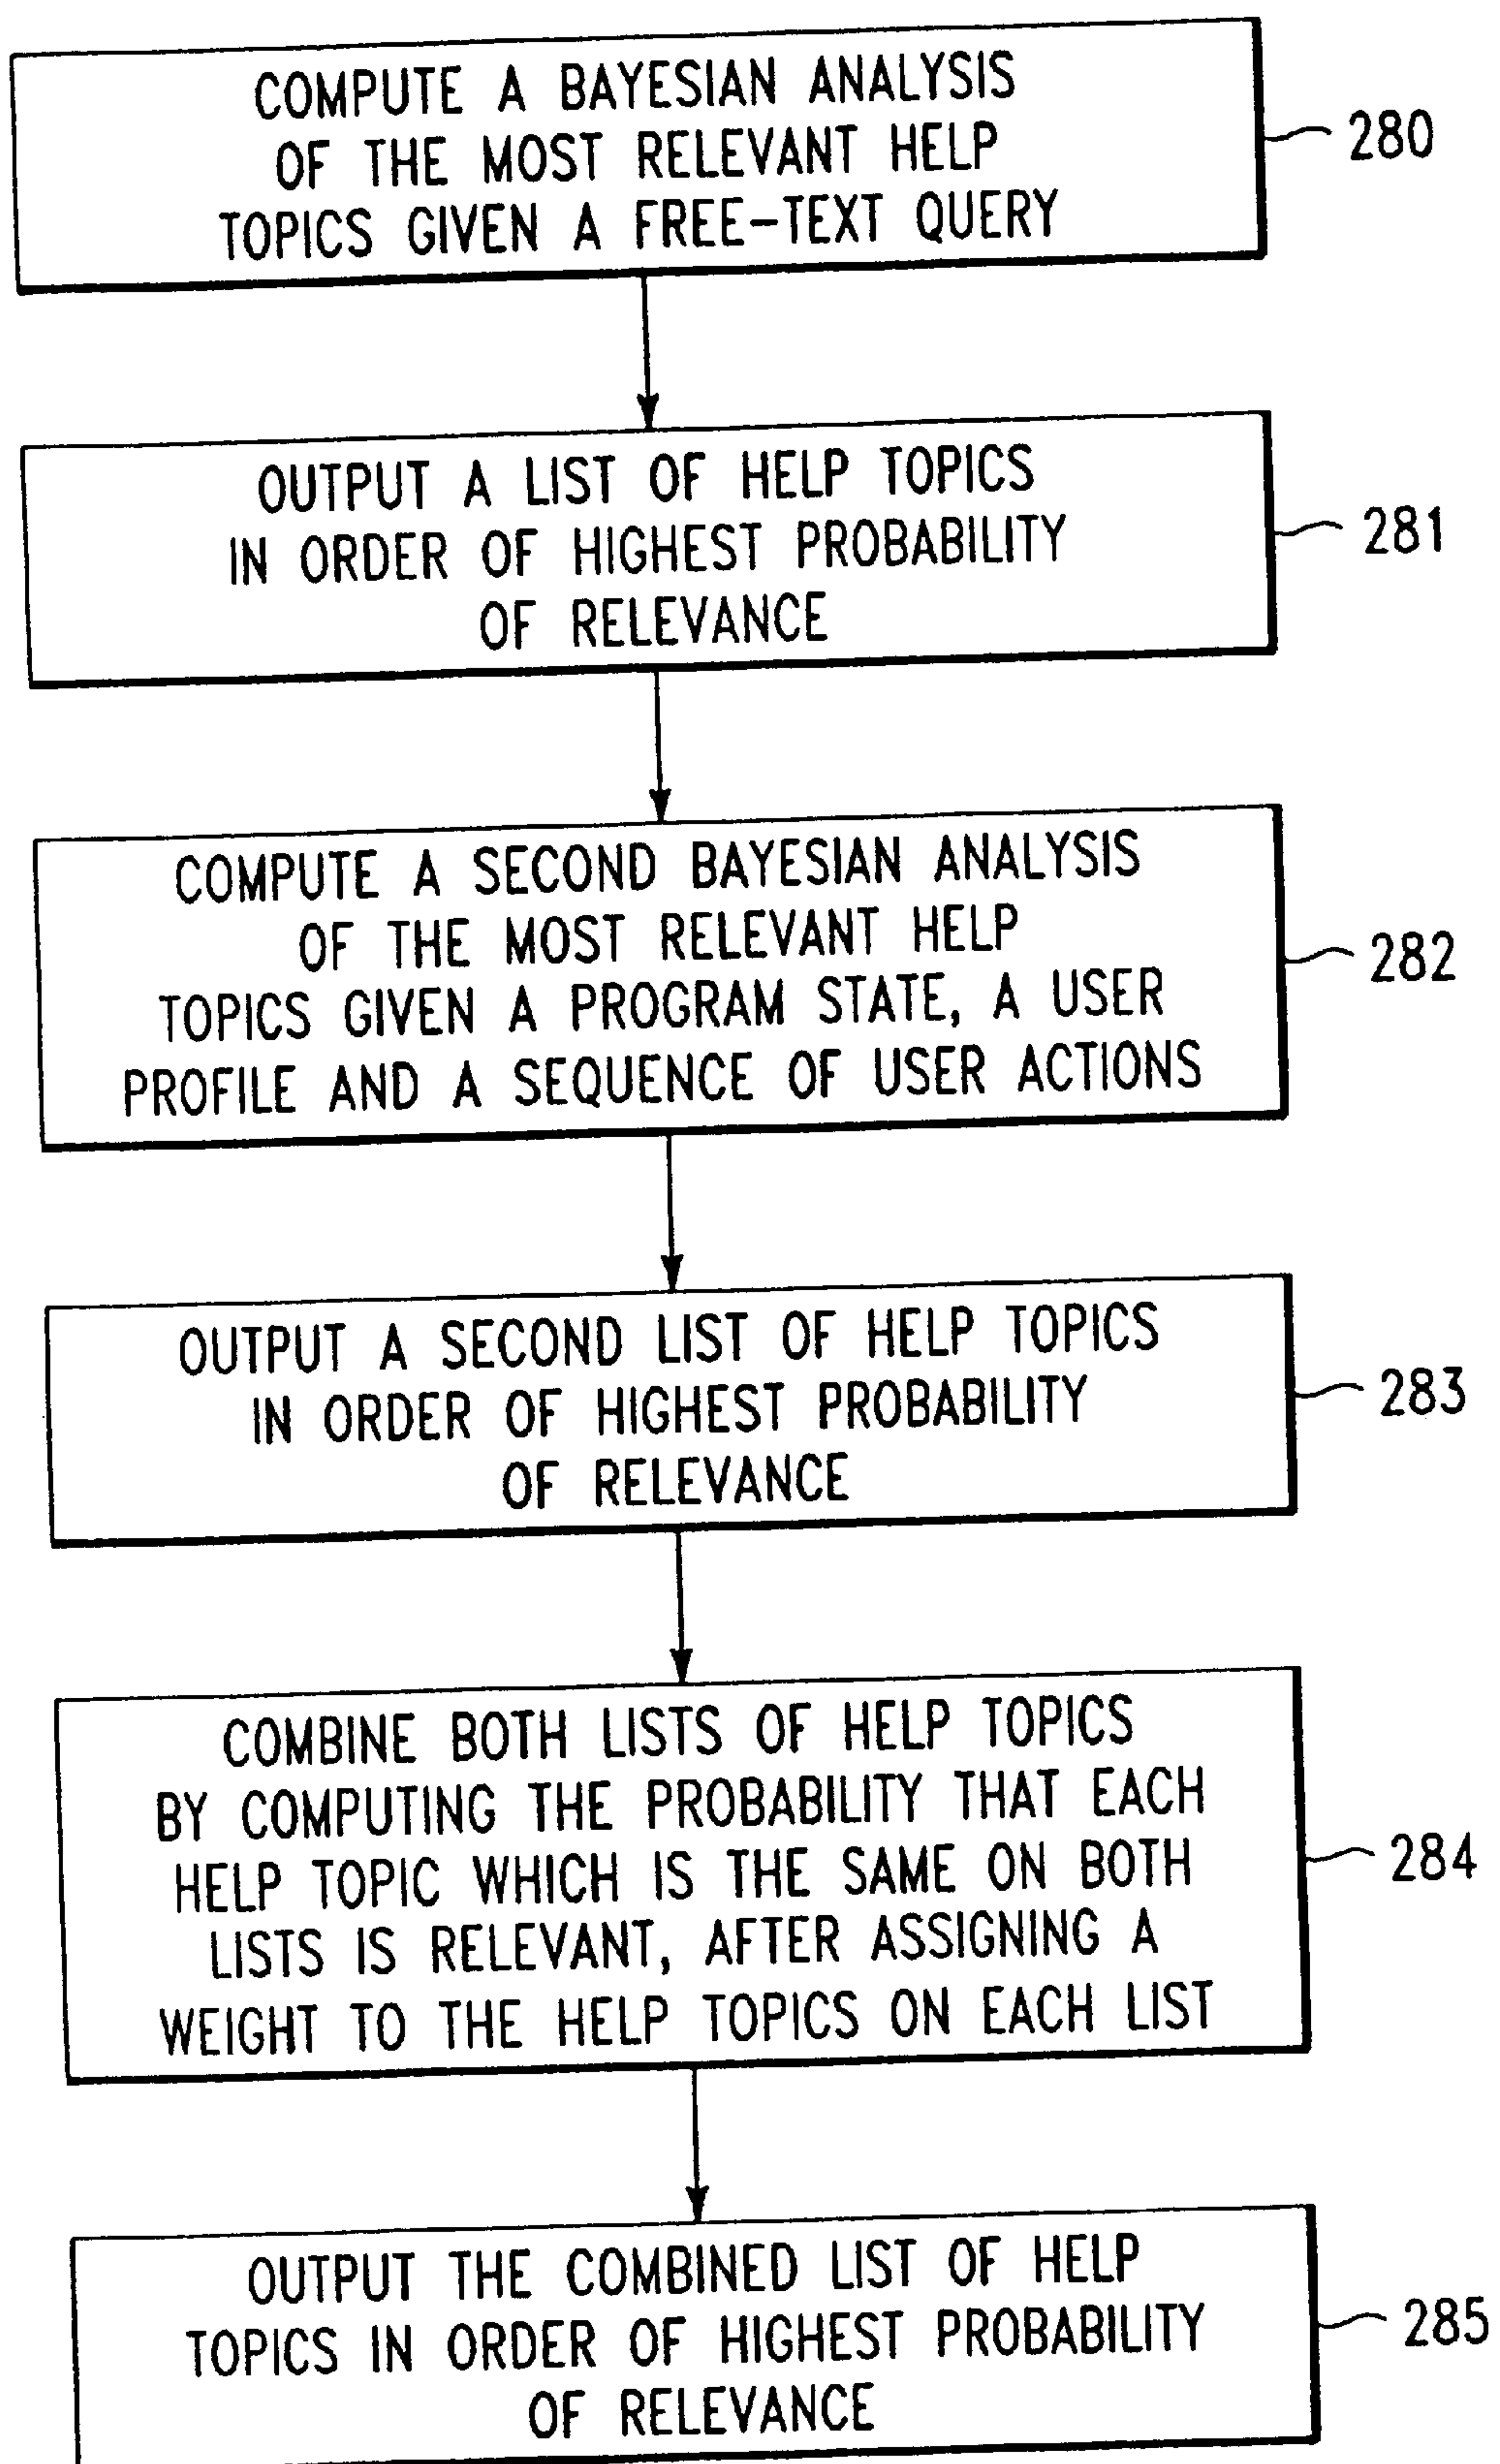 COMPUTE A BAYESIAN ANALYSIS
OF THE MOST RELEVANT HELP
TOPICS GIVEN A FREE-TEXT QUERY
280
OUTPUT A LIST OF HELP TOPICS
IN ORDER OF HIGHEST PROBABILITY
OF RELEVANCE
281
COMPUTE A SECOND BAYESIAN ANALYSIS
OF THE MOST RELEVANT HELP
TOPICS GIVEN A PROGRAM STATE, A USER
PROFILE AND A SEQUENCE OF USER ACTIONS
282
OUTPUT A SECOND LIST OF HELP TOPICS
IN ORDER OF HIGHEST PROBABILITY
OF RELEVANCE
283
COMBINE BOTH LISTS OF HELP TOPICS
BY COMPUTING THE PROBABILITY THAT EACH
HELP TOPIC WHICH IS THE SAME ON BOTH
LISTS IS RELEVANT, AFTER ASSIGNING A
WEIGHT TO THE HELP TOPICS ON EACH LIST
284
OUTPUT THE COMBINED LIST OF HELP
TOPICS IN ORDER OF HIGHEST PROBABILITY
OF RELEVANCE
285